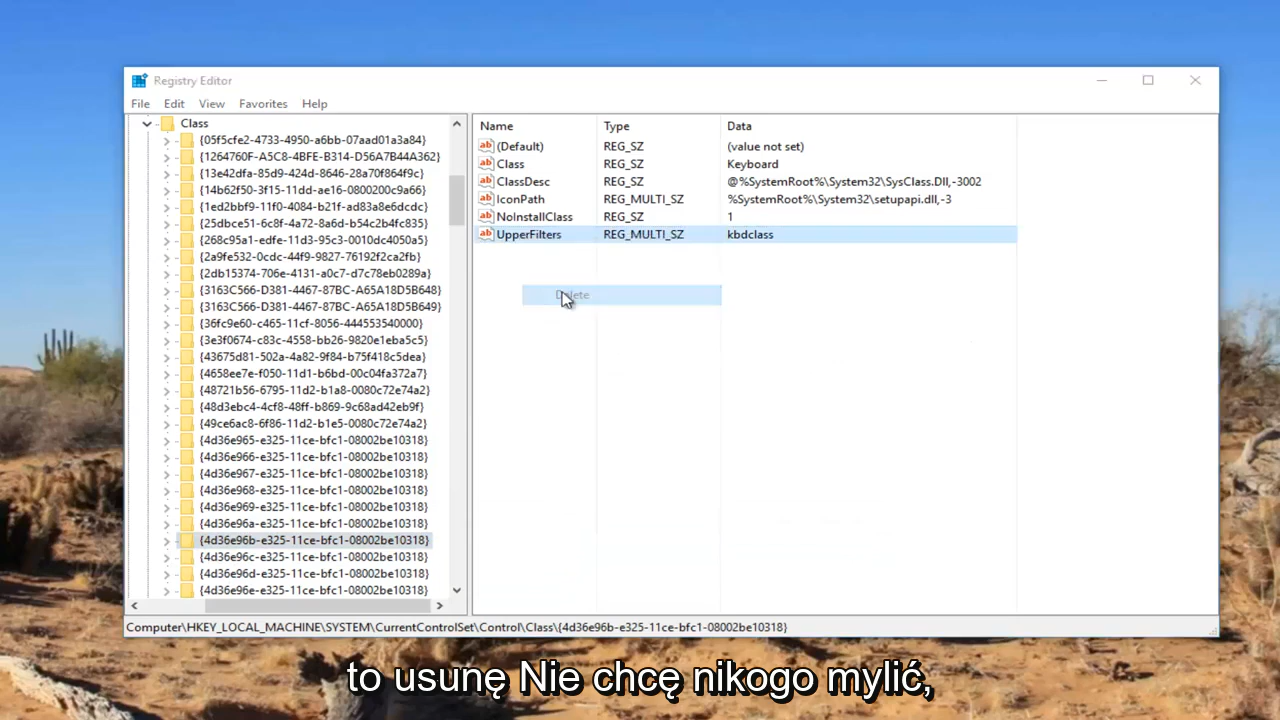 Registry Editor
File Edit View Favorites Help
Class
{05f5cfe2-4733-4950-a6bb-07aad01a3a84}
{1264760F-A5C8-4BFE-B314-D56A7B44A362}
{13e42dfa-85d9-424d-8646-28a70f864f9c}
{14b62f50-3f15-11dd-ae16-0800200c9a66}
{1ed2bbf9-11f0-4084-b21f-ad83a8e6dcdc}
{25dbce51-6c8f-4a72-8a6d-b54c2b4fc835}
{268c95a1-edfe-11d3-95c3-0010dc4050a5}
{2a9fe532-0cdc-44f9-9827-76192f2ca2fb}
{2db15374-706e-4131-a0c7-d7c78eb0289a}
{3163C566-D381-4467-87BC-A65A18D5B648}
{3163C566-D381-4467-87BC-A65A18D5B649}
{36fc9e60-c465-11cf-8056-444553540000}
{3e3f0674-c83c-4558-bb26-9820e1eba5c5}
{43675d81-502a-4a82-9f84-b75f418c5dea}
{4658ee7e-f050-11d1-b6bd-00c04fa372a7}
{48721b56-6795-11d2-b1a8-0080c72e74a2}
{48d3ebc4-4cf8-48ff-b869-9c68ad42eb9f}
{49ce6ac8-6f86-11d2-b1e5-0080c72e74a2}
{4d36e965-e325-11ce-bfc1-08002be10318}
{4d36e966-e325-11ce-bfc1-08002be10318}
{4d36e967-e325-11ce-bfc1-08002be10318}
{4d36e968-e325-11ce-bfc1-08002be10318}
{4d36e969-e325-11ce-bfc1-08002be10318}
{4d36e96a-e325-11ce-bfc1-08002be10318}
{4d36e96b-e325-11ce-bfc1-08002be10318}
{4d36e96c-e325-11ce-bfc1-08002be10318}
{4d36e96d-e325-11ce-bfc1-08002be10318}
{4d36e96e-e325-11ce-bfc1-08002be10318}
Name Type Data
(Default) REG_SZ (value not set)
Class REG_SZ Keyboard
ClassDesc REG_SZ @%SystemRoot%\System32\SysClass.Dll,-3002
IconPath REG_MULTI_SZ %SystemRoot%\System32\setupapi.dll,-3
NoInstallClass REG_SZ 1
UpperFilters REG_MULTI_SZ kbdclass
Delete
Computer\HKEY_LOCAL_MACHINE\SYSTEM\CurrentControlSet\Control\Class\{4d36e96b-e325-11ce-bfc1-08002be10318}
to usunę Nie chcę nikogo mylić,